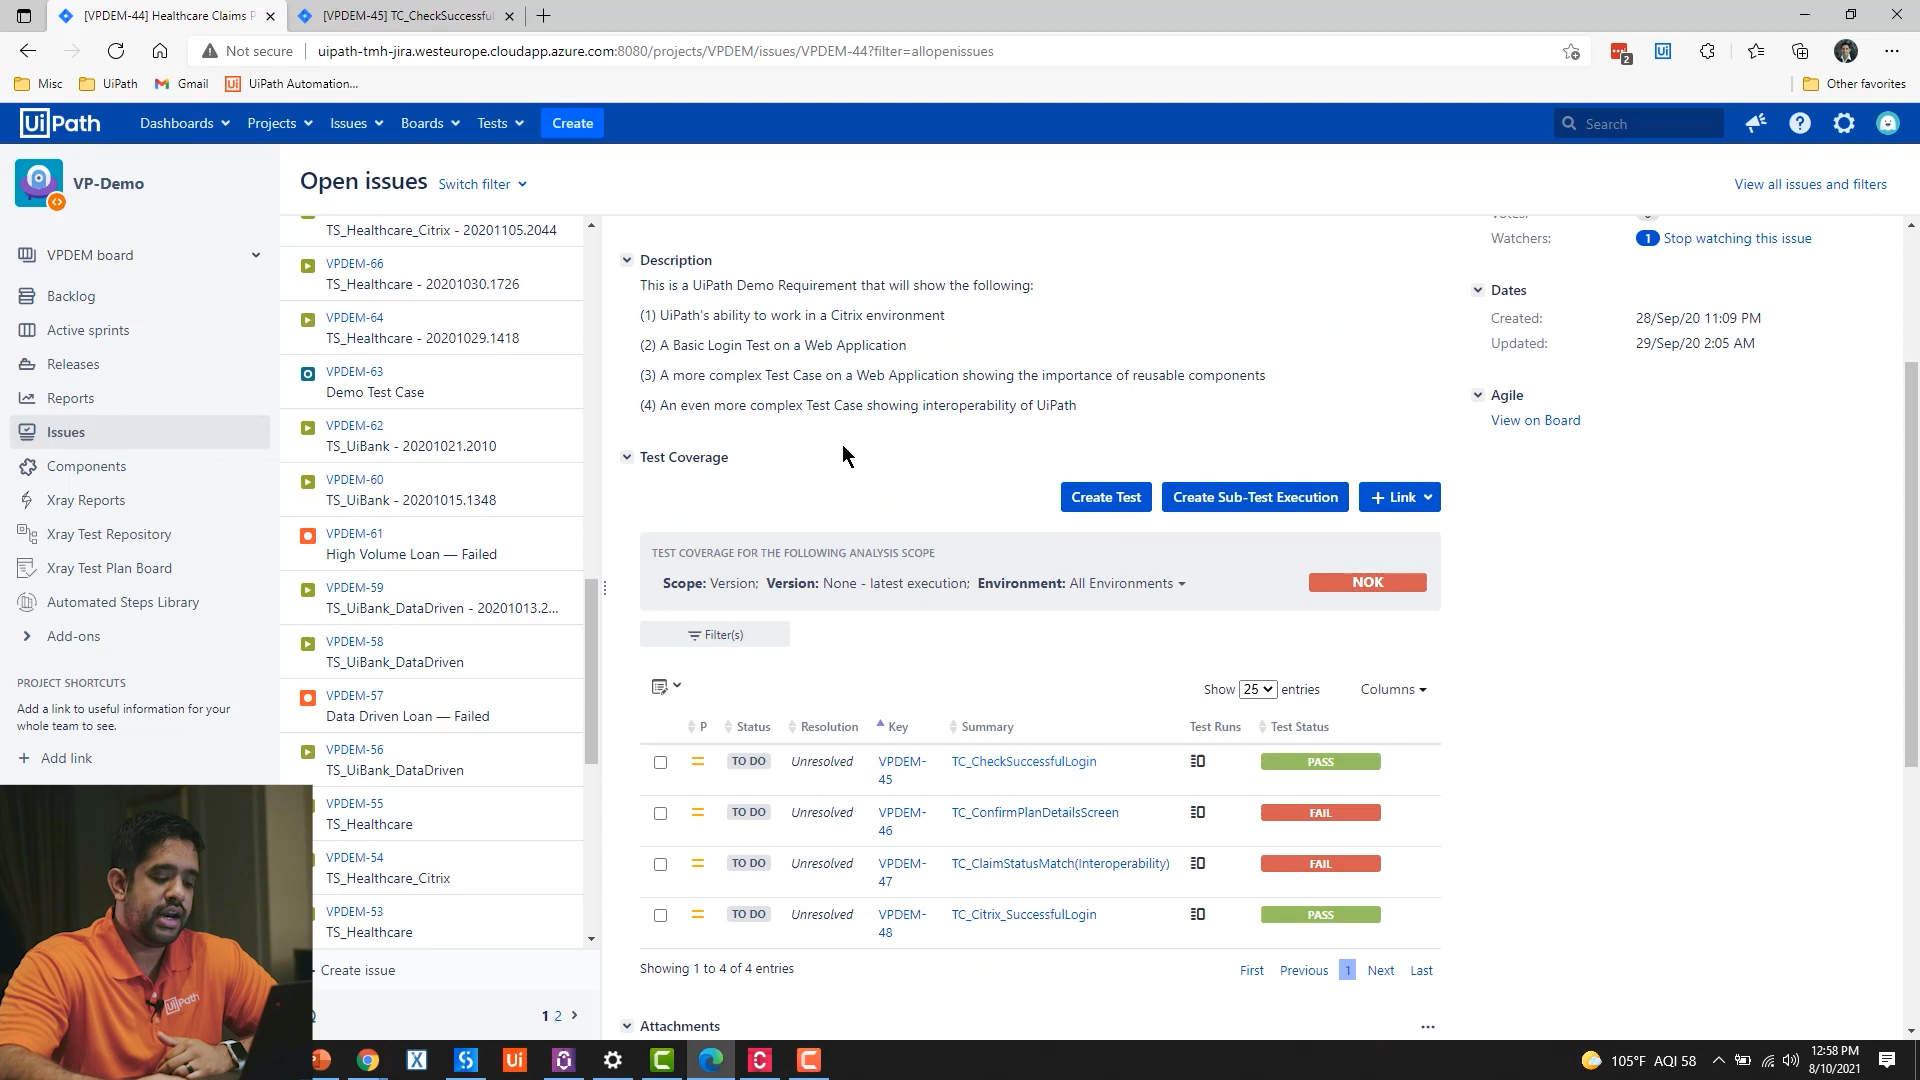 [VPDEM-44] Healthcare Claims P
[VPDEM-45] TC_CheckSuccessful
Not secure
uipath-tmh-jira.westeurope.cloudapp.azure.com:8080/projects/VPDEM/issues/VPDEM-44?filter=allopenissues
2
Ui
Misc
UiPath
Gmail
Ui
UiPath Automation...
Other favorites
UiPath
Dashboards
Projects
Issues
Boards
Tests
Create
Search
VP-Demo
Open issues
Switch filter
View all issues and filters
VPDEM board
Backlog
Active sprints
Releases
Reports
Issues
Components
Xray Reports
Xray Test Repository
Xray Test Plan Board
Automated Steps Library
Add-ons
PROJECT SHORTCUTS
Add a link to useful information for your
whole team to see.
+ Add link
TS_Healthcare_Citrix - 20201105.2044
VPDEM-66
TS_Healthcare - 20201030.1726
VPDEM-64
TS_Healthcare - 20201029.1418
VPDEM-63
Demo Test Case
VPDEM-62
TS_UiBank - 20201021.2010
VPDEM-60
TS_UiBank - 20201015.1348
VPDEM-61
High Volume Loan — Failed
VPDEM-59
TS_UiBank_DataDriven - 20201013.2...
VPDEM-58
TS_UiBank_DataDriven
VPDEM-57
Data Driven Loan — Failed
VPDEM-56
TS_UiBank_DataDriven
VPDEM-55
TS_Healthcare
VPDEM-54
TS_Healthcare_Citrix
VPDEM-53
TS_Healthcare
Create issue
1 2
Description
This is a UiPath Demo Requirement that will show the following:
(1) UiPath's ability to work in a Citrix environment
(2) A Basic Login Test on a Web Application
(3) A more complex Test Case on a Web Application showing the importance of reusable components
(4) An even more complex Test Case showing interoperability of UiPath
Test Coverage
Create Test
Create Sub-Test Execution
+ Link
TEST COVERAGE FOR THE FOLLOWING ANALYSIS SCOPE
Scope: Version; Version: None - latest execution; Environment: All Environments
NOK
Filter(s)
Show 25 entries
Columns
P Status Resolution Key Summary Test Runs Test Status
TO DO Unresolved VPDEM-45 TC_CheckSuccessfulLogin PASS
TO DO Unresolved VPDEM-46 TC_ConfirmPlanDetailsScreen FAIL
TO DO Unresolved VPDEM-47 TC_ClaimStatusMatch(Interoperability) FAIL
TO DO Unresolved VPDEM-48 TC_Citrix_SuccessfulLogin PASS
Showing 1 to 4 of 4 entries
First Previous 1 Next Last
Attachments
Watchers:
1 Stop watching this issue
Dates
Created: 28/Sep/20 11:09 PM
Updated: 29/Sep/20 2:05 AM
Agile
View on Board
UiPath
Ui
105°F AQI 58
12:58 PM
8/10/2021